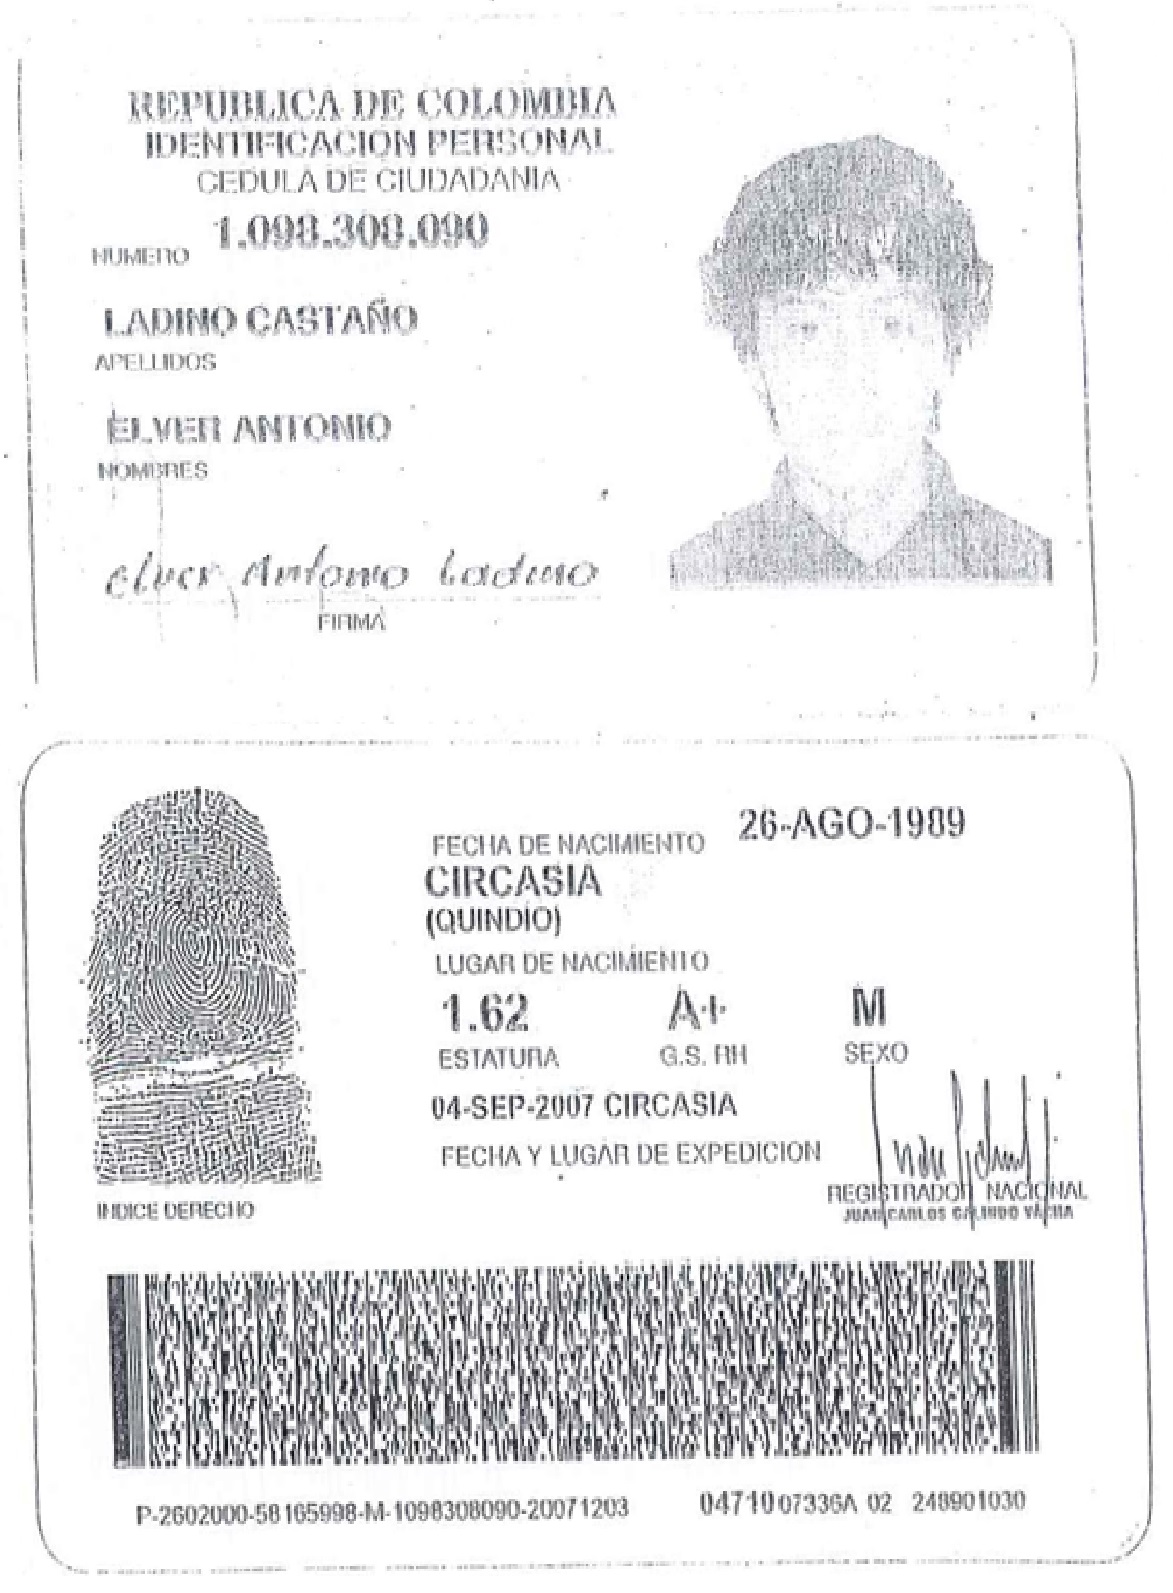 REPUBLICA DE COLOMBIA
IDENTIFICACION PERSONAL
CEDULA DE CIUDADANIA
NUMERO 1.098.308.090
LADINO CASTAÑO
APELLIDOS
ELVER ANTONIO
NOMBRES
Elver Antonio Ladino
FIRMA
FECHA DE NACIMIENTO 26-AGO-1989
CIRCASIA
(QUINDIO)
LUGAR DE NACIMIENTO
1.62 A+ M
ESTATURA G.S. RH SEXO
04-SEP-2007 CIRCASIA
FECHA Y LUGAR DE EXPEDICION
REGISTRADOR NACIONAL
JUAN CARLOS GALINDO VACHA
INDICE DERECHO
P-2602000-58165998-M-1098308090-20071203 04710 07336A 02 248901030